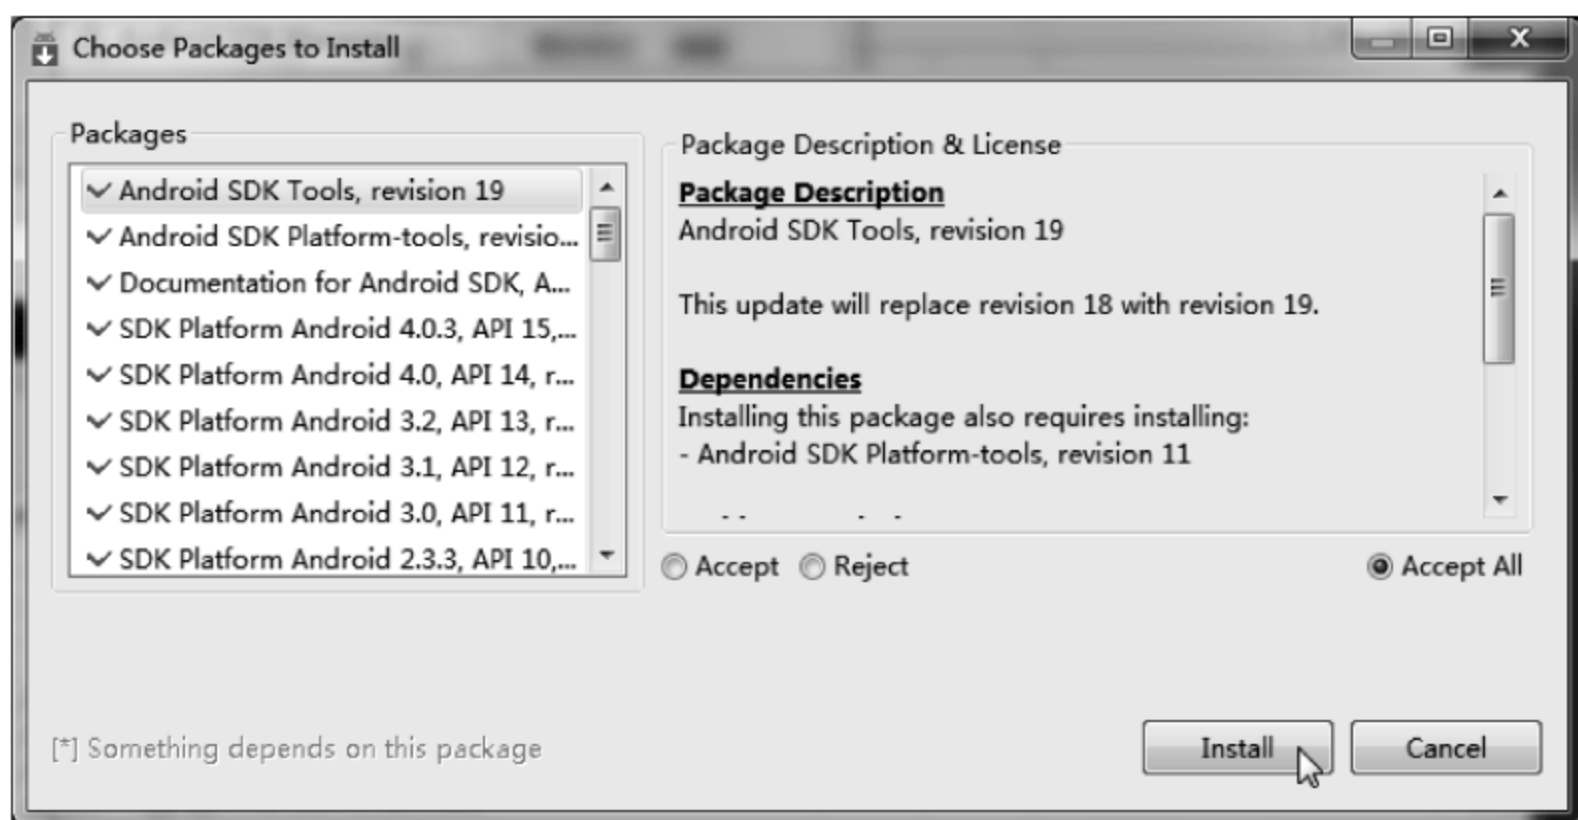 Choose Packages to Install
Packages
Android SDK Tools, revision 19
Android SDK Platform-tools, revisio...
Documentation for Android SDK, A...
SDK Platform Android 4.0.3, API 15,...
SDK Platform Android 4.0, API 14, r...
SDK Platform Android 3.2, API 13, r...
SDK Platform Android 3.1, API 12, r...
SDK Platform Android 3.0, API 11, r...
SDK Platform Android 2.3.3, API 10,...
Package Description & License
Package Description
Android SDK Tools, revision 19
This update will replace revision 18 with revision 19.
Dependencies
Installing this package also requires installing:
- Android SDK Platform-tools, revision 11
Accept Reject Accept All
[*] Something depends on this package
Install Cancel